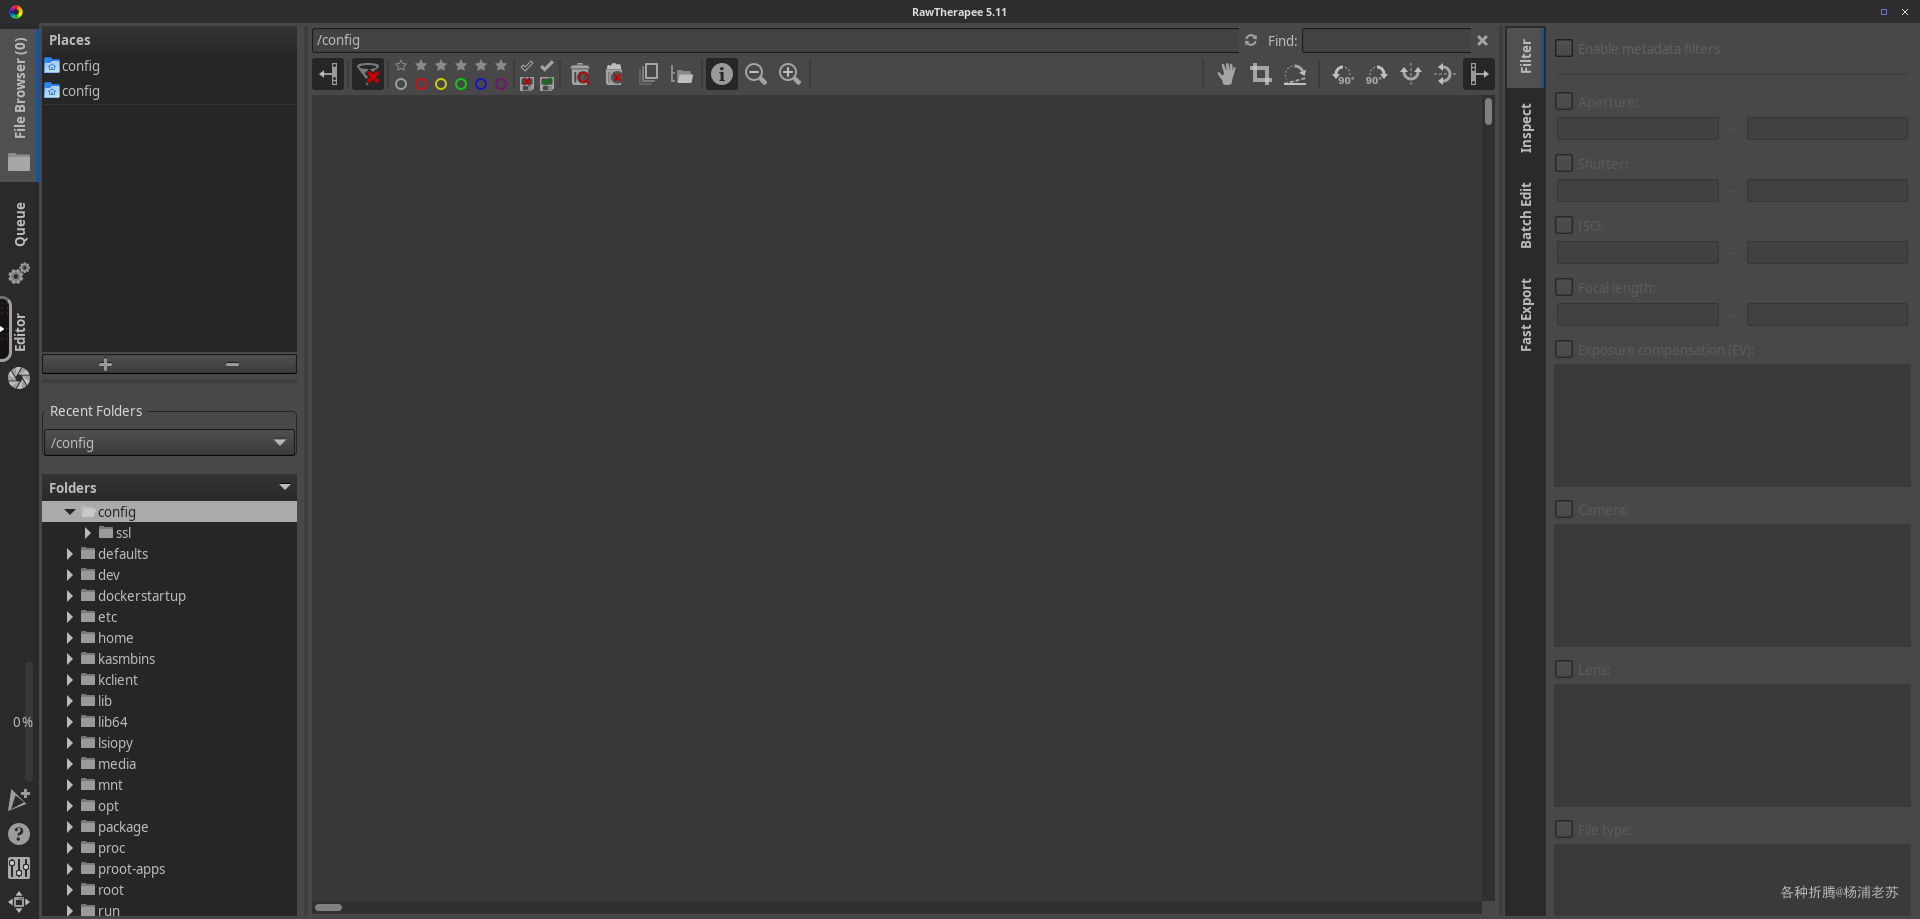 RawTherapee 5.11
File Browser (0)
Queue
Editor
0%
Places
config
config
Recent Folders
/config
Folders
config
ssl
defaults
dev
dockerstartup
etc
home
kasmbins
kclient
lib
lib64
lsiopy
media
mnt
opt
package
proc
proot-apps
root
run
/config
Find:
90°
90°
Filter
Inspect
Batch Edit
Fast Export
Enable metadata filters
Aperture:
-
Shutter:
-
ISO:
-
Focal length:
-
Exposure compensation (EV):
Camera:
Lens:
File type:
各种折腾@杨浦老苏